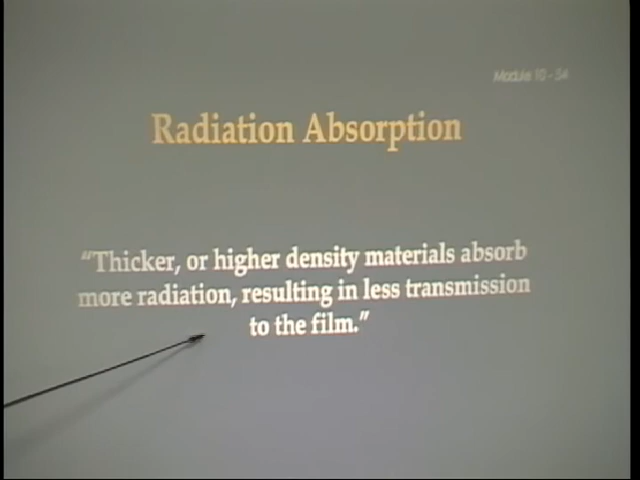 Module 10 - 54
Radiation Absorption
“Thicker, or higher density materials absorb
more radiation, resulting in less transmission
to the film.”